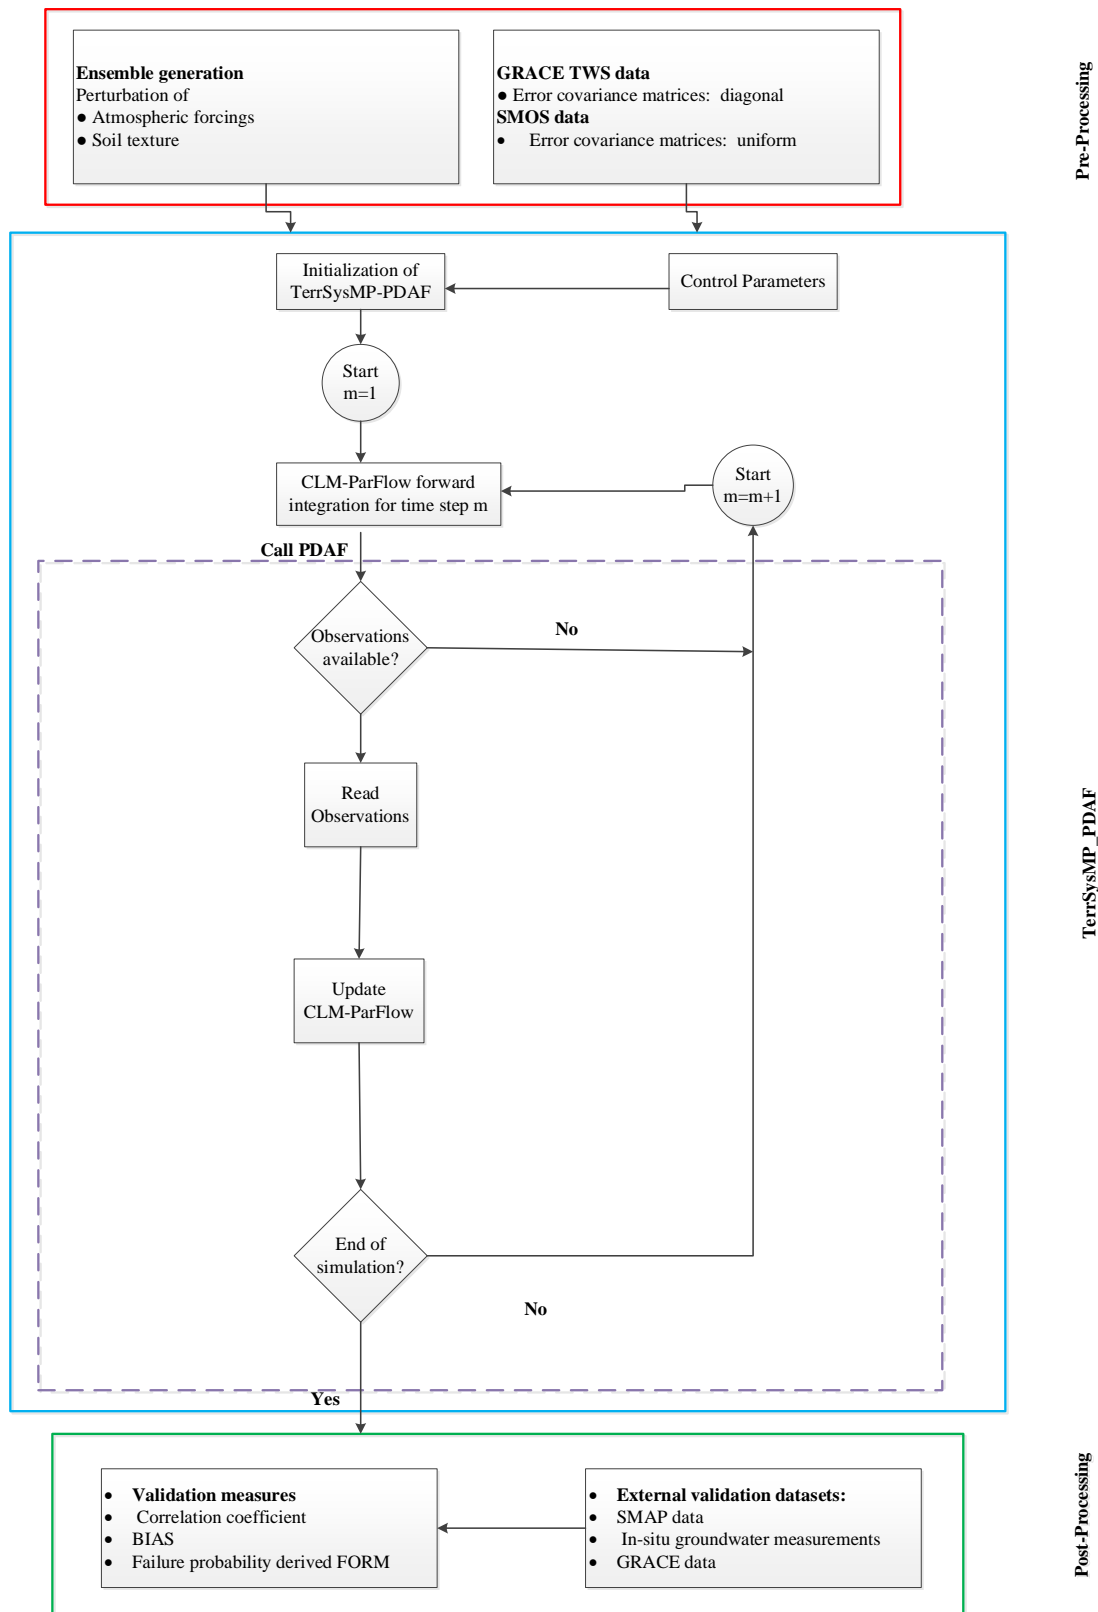 Ensemble generation
Perturbation of
● Atmospheric forcings
● Soil texture
GRACE TWS data
● Error covariance matrices: diagonal
SMOS data
• Error covariance matrices: uniform
Pre-Processing
Initialization of
TerrSysMP-PDAF
Control Parameters
Start
m=1
CLM-ParFlow forward
integration for time step m
Start
m=m+1
Call PDAF
Observations
available?
No
Read
Observations
Update
CLM-ParFlow
End of
simulation?
No
Yes
TerrSysMP_PDAF
• Validation measures
• Correlation coefficient
• BIAS
• Failure probability derived FORM
• External validation datasets:
• SMAP data
• In-situ groundwater measurements
• GRACE data
Post-Processing